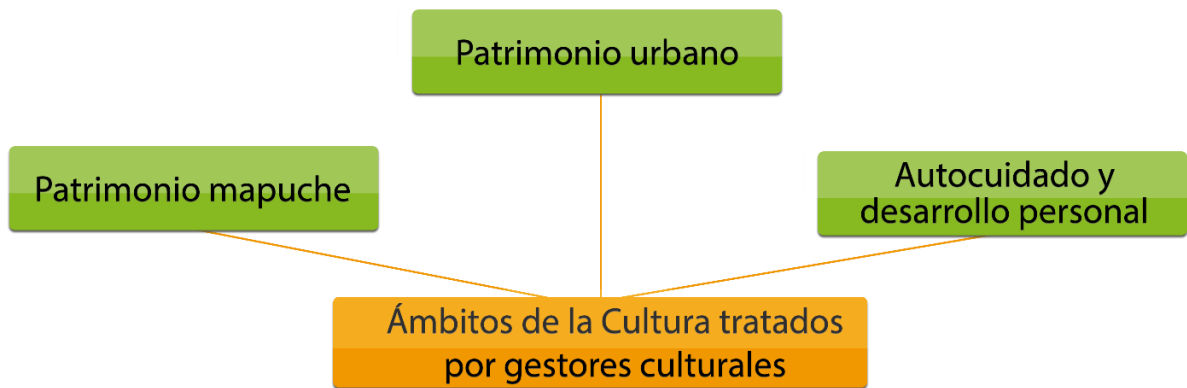 Patrimonio urbano
Patrimonio mapuche
Autocuidado y
desarrollo personal
Ámbitos de la Cultura tratados
por gestores culturales